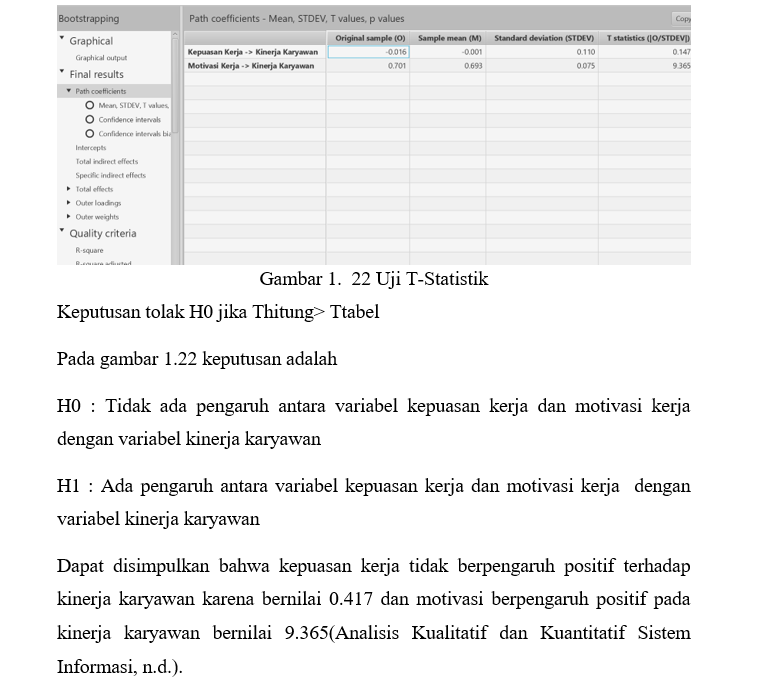 Bootstrapping
Path coefficients - Mean, STDEV, T values, p values
Copy
Graphical
Graphical output
Final results
Path coefficients
Mean, STDEV, T values,
Confidence intervals
Confidence intervals bia
Intercepts
Total indirect effects
Specific indirect effects
Total effects
Outer loadings
Outer weights
Quality criteria
R-square
R-square adjusted
Original sample (O) Sample mean (M) Standard deviation (STDEV) T statistics (|O/STDEV|)
Kepuasan Kerja -> Kinerja Karyawan -0.016 -0.001 0.110 0.147
Motivasi Kerja -> Kinerja Karyawan 0.701 0.693 0.075 9.365
Gambar 1. 22 Uji T-Statistik
Keputusan tolak H0 jika Thitung> Ttabel
Pada gambar 1.22 keputusan adalah
H0 : Tidak ada pengaruh antara variabel kepuasan kerja dan motivasi kerja
dengan variabel kinerja karyawan
H1 : Ada pengaruh antara variabel kepuasan kerja dan motivasi kerja dengan
variabel kinerja karyawan
Dapat disimpulkan bahwa kepuasan kerja tidak berpengaruh positif terhadap
kinerja karyawan karena bernilai 0.417 dan motivasi berpengaruh positif pada
kinerja karyawan bernilai 9.365(Analisis Kualitatif dan Kuantitatif Sistem
Informasi, n.d.).